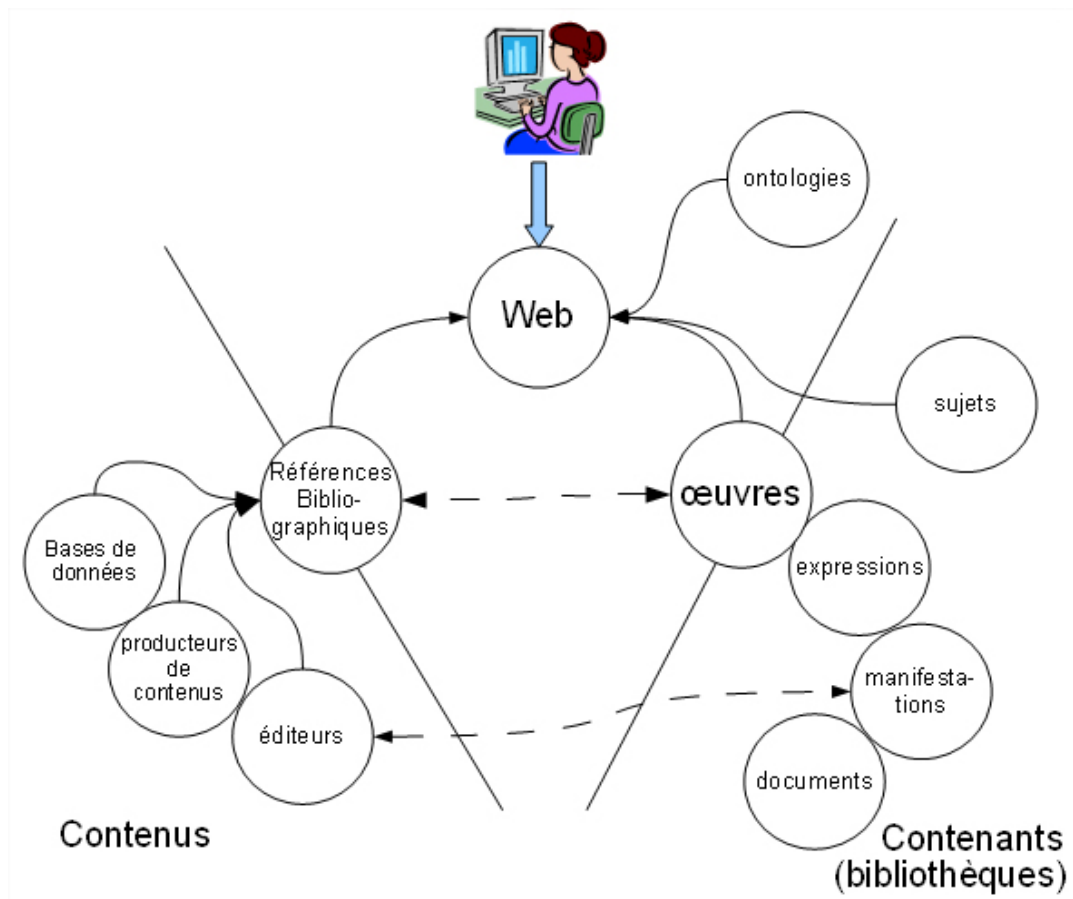 ontologies
Web
sujets
Références
Biblio-
graphiques
œuvres
Bases de
données
expressions
producteurs
de
contenus
manifesta-
tions
éditeurs
documents
Contenus
Contenants
(bibliothèques)